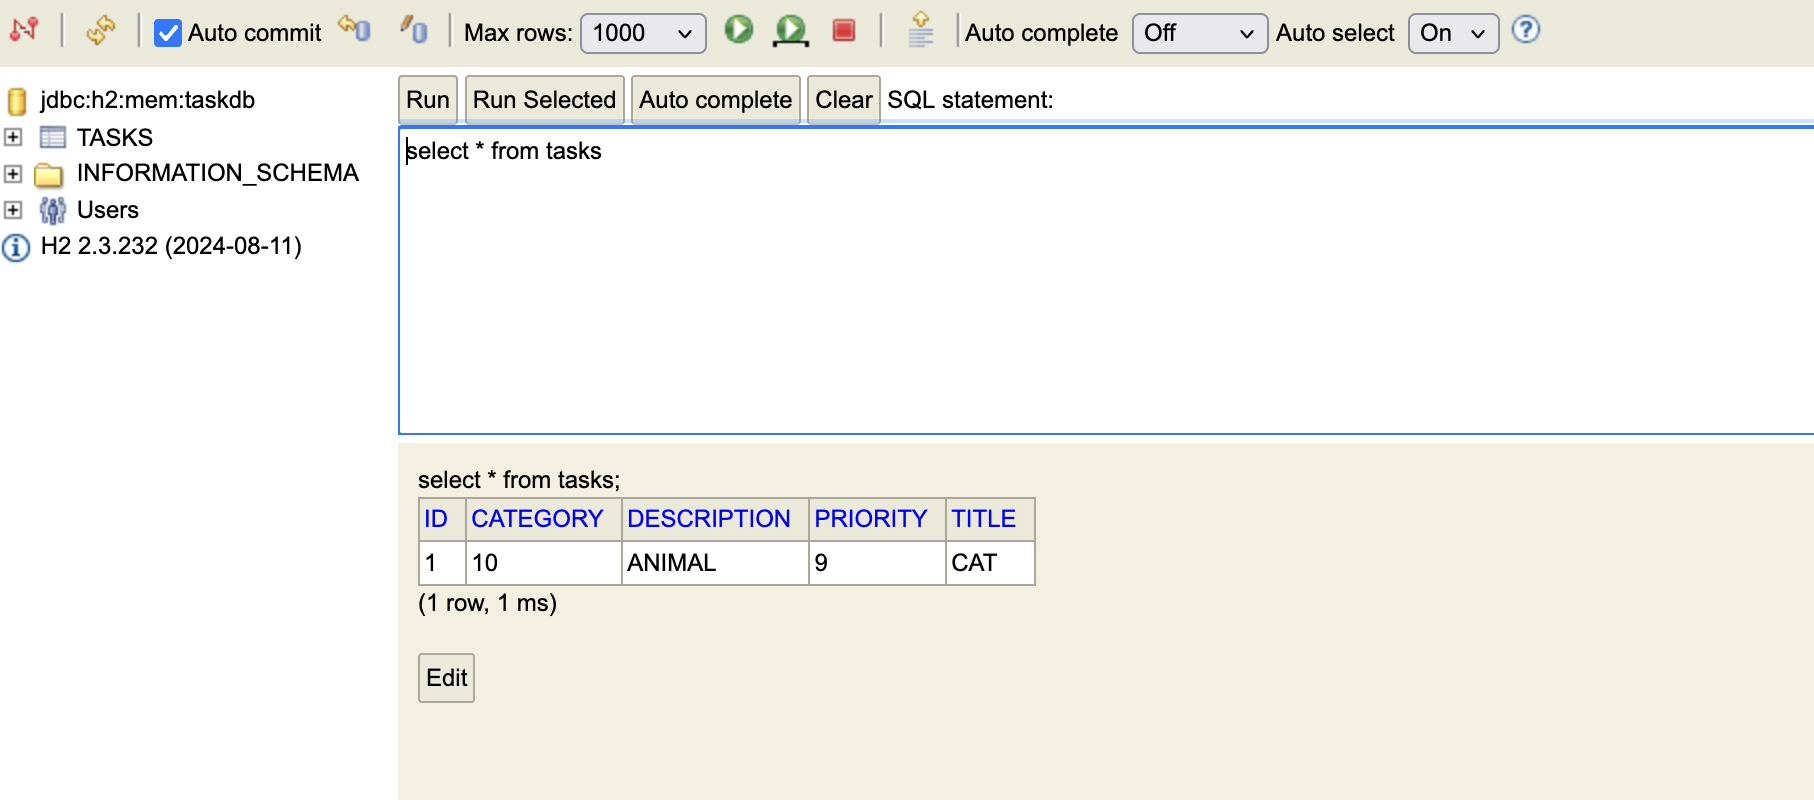 Auto commit Max rows: 1000 Auto complete Off Auto select On ?
jdbc:h2:mem:taskdb
TASKS
INFORMATION_SCHEMA
Users
H2 2.3.232 (2024-08-11)
Run Run Selected Auto complete Clear SQL statement:
select * from tasks
select * from tasks;
ID CATEGORY DESCRIPTION PRIORITY TITLE
1 10 ANIMAL 9 CAT
(1 row, 1 ms)
Edit